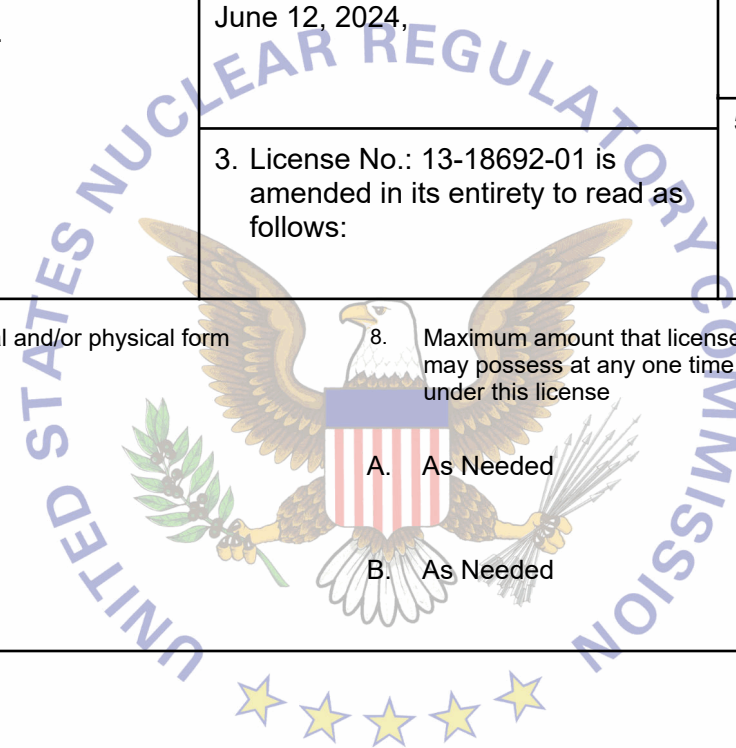 June 12, 2024,
3. License No.: 13-18692-01 is
amended in its entirety to read as
follows:
and/or physical form
8. Maximum amount that license
may possess at any one time
under this license
A. As Needed
B. As Needed
UNITED STATES NUCLEAR REGULATORY COMMISSION